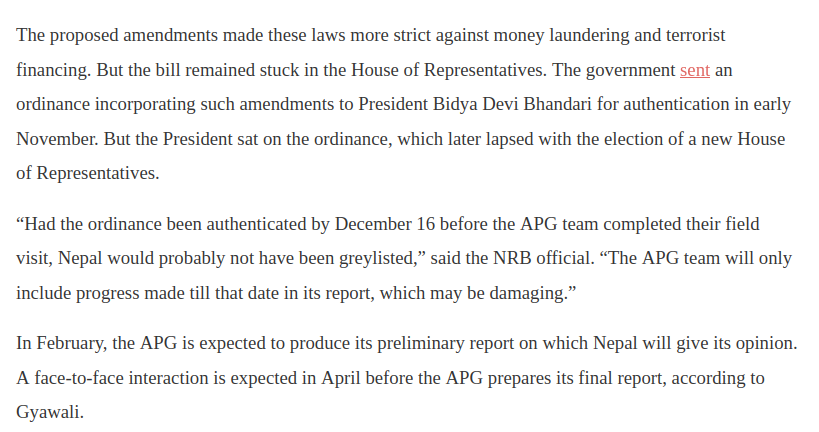 The proposed amendments made these laws more strict against money laundering and terrorist
financing. But the bill remained stuck in the House of Representatives. The government sent an
ordinance incorporating such amendments to President Bidya Devi Bhandari for authentication in early
November. But the President sat on the ordinance, which later lapsed with the election of a new House
of Representatives.
“Had the ordinance been authenticated by December 16 before the APG team completed their field
visit, Nepal would probably not have been greylisted,” said the NRB official. “The APG team will only
include progress made till that date in its report, which may be damaging.”
In February, the APG is expected to produce its preliminary report on which Nepal will give its opinion.
A face-to-face interaction is expected in April before the APG prepares its final report, according to
Gyawali.